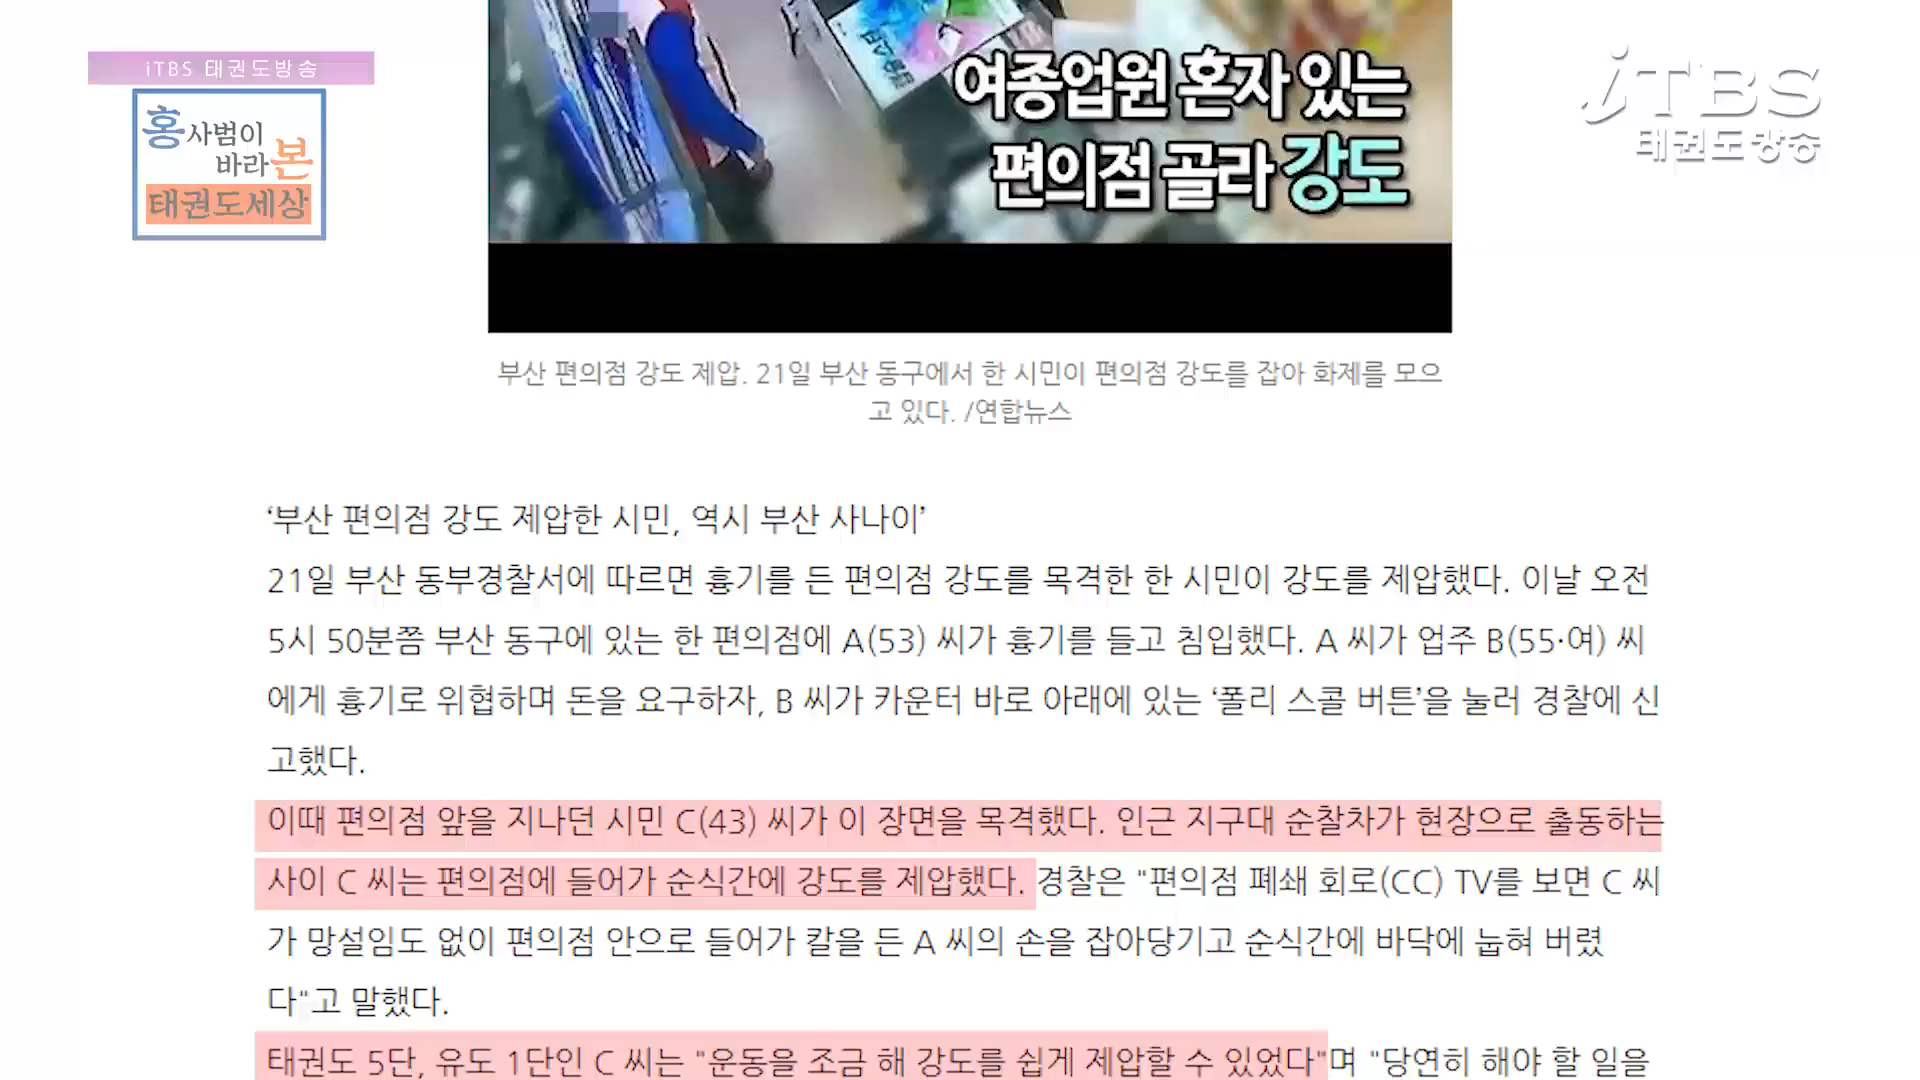 iTBS 태권도방송
홍사범이
바라본
태권도세상
iTBS
태권도방송
여종업원 혼자 있는
편의점 골라 강도
부산 편의점 강도 제압. 21일 부산 동구에서 한 시민이 편의점 강도를 잡아 화제를 모으
고 있다. /연합뉴스
‘부산 편의점 강도 제압한 시민, 역시 부산 사나이’
21일 부산 동부경찰서에 따르면 흉기를 든 편의점 강도를 목격한 한 시민이 강도를 제압했다. 이날 오전
5시 50분쯤 부산 동구에 있는 한 편의점에 A(53) 씨가 흉기를 들고 침입했다. A 씨가 업주 B(55·여) 씨
에게 흉기로 위협하며 돈을 요구하자, B 씨가 카운터 바로 아래에 있는 ‘폴리 스콜 버튼’을 눌러 경찰에 신
고했다.
이때 편의점 앞을 지나던 시민 C(43) 씨가 이 장면을 목격했다. 인근 지구대 순찰차가 현장으로 출동하는
사이 C 씨는 편의점에 들어가 순식간에 강도를 제압했다. 경찰은 "편의점 폐쇄 회로(CC) TV를 보면 C 씨
가 망설임도 없이 편의점 안으로 들어가 칼을 든 A 씨의 손을 잡아당기고 순식간에 바닥에 눕혀 버렸
다"고 말했다.
태권도 5단, 유도 1단인 C 씨는 "운동을 조금 해 강도를 쉽게 제압할 수 있었다"며 "당연히 해야 할 일을